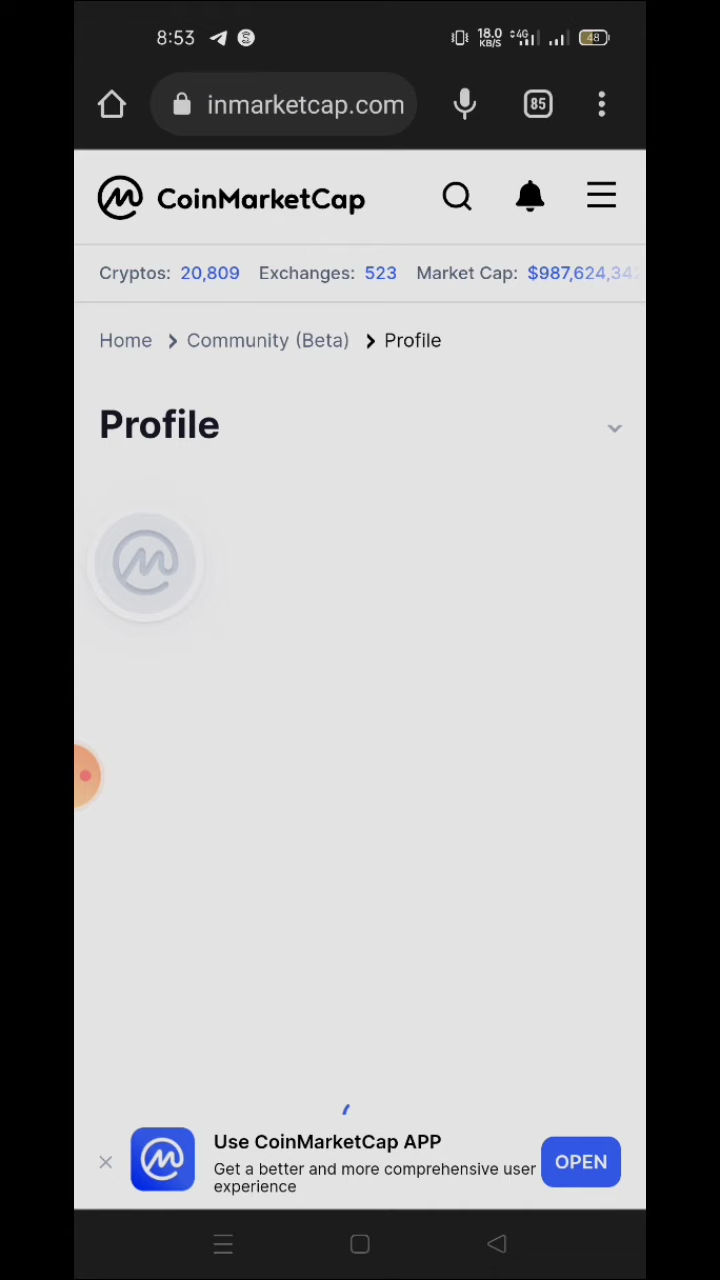 8:53 18.0 KB/S 4G 48
inmarketcap.com 85
CoinMarketCap
Cryptos: 20,809 Exchanges: 523 Market Cap: $987,624,342
Home Community (Beta) Profile
Profile
Use CoinMarketCap APP
Get a better and more comprehensive user
experience
OPEN